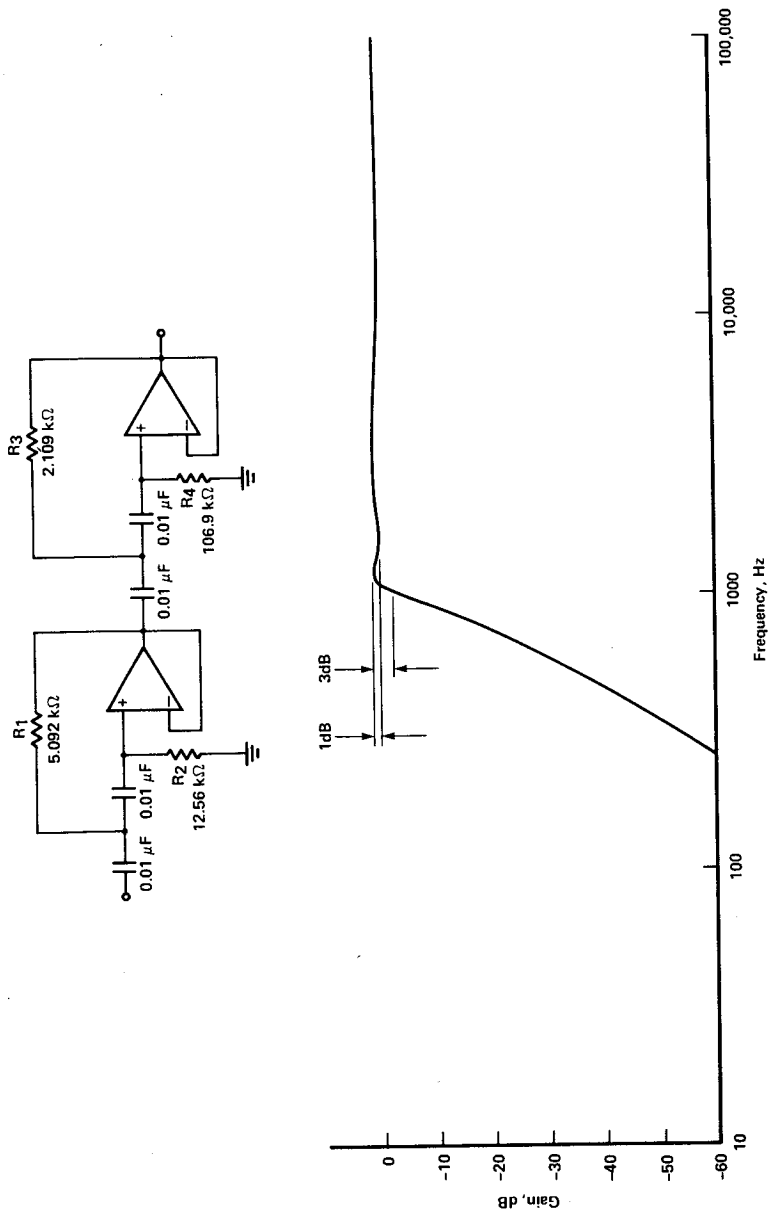 R1
5.092 kΩ
0.01 μF
0.01 μF
+
−
R2
12.56 kΩ
R3
2.109 kΩ
0.01 μF
0.01 μF
+
−
R4
106.9 kΩ
1dB
3dB
Gain, dB
0
-10
-20
-30
-40
-50
-60
10
100
1000
10,000
100,000
Frequency, Hz